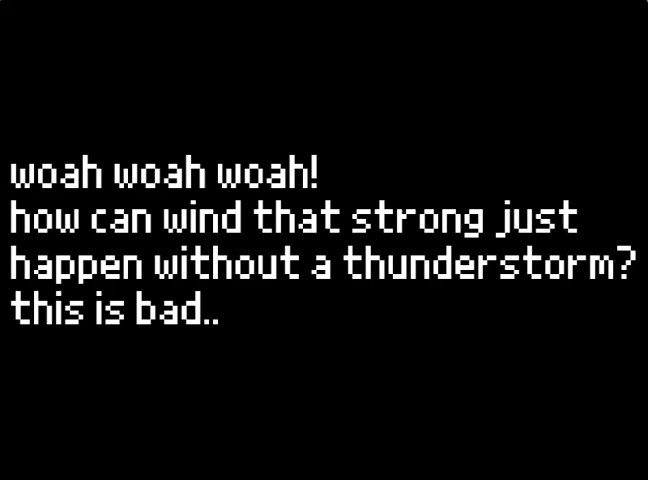 woah woah woah!
how can wind that strong just
happen without a thunderstorm?
this is bad..